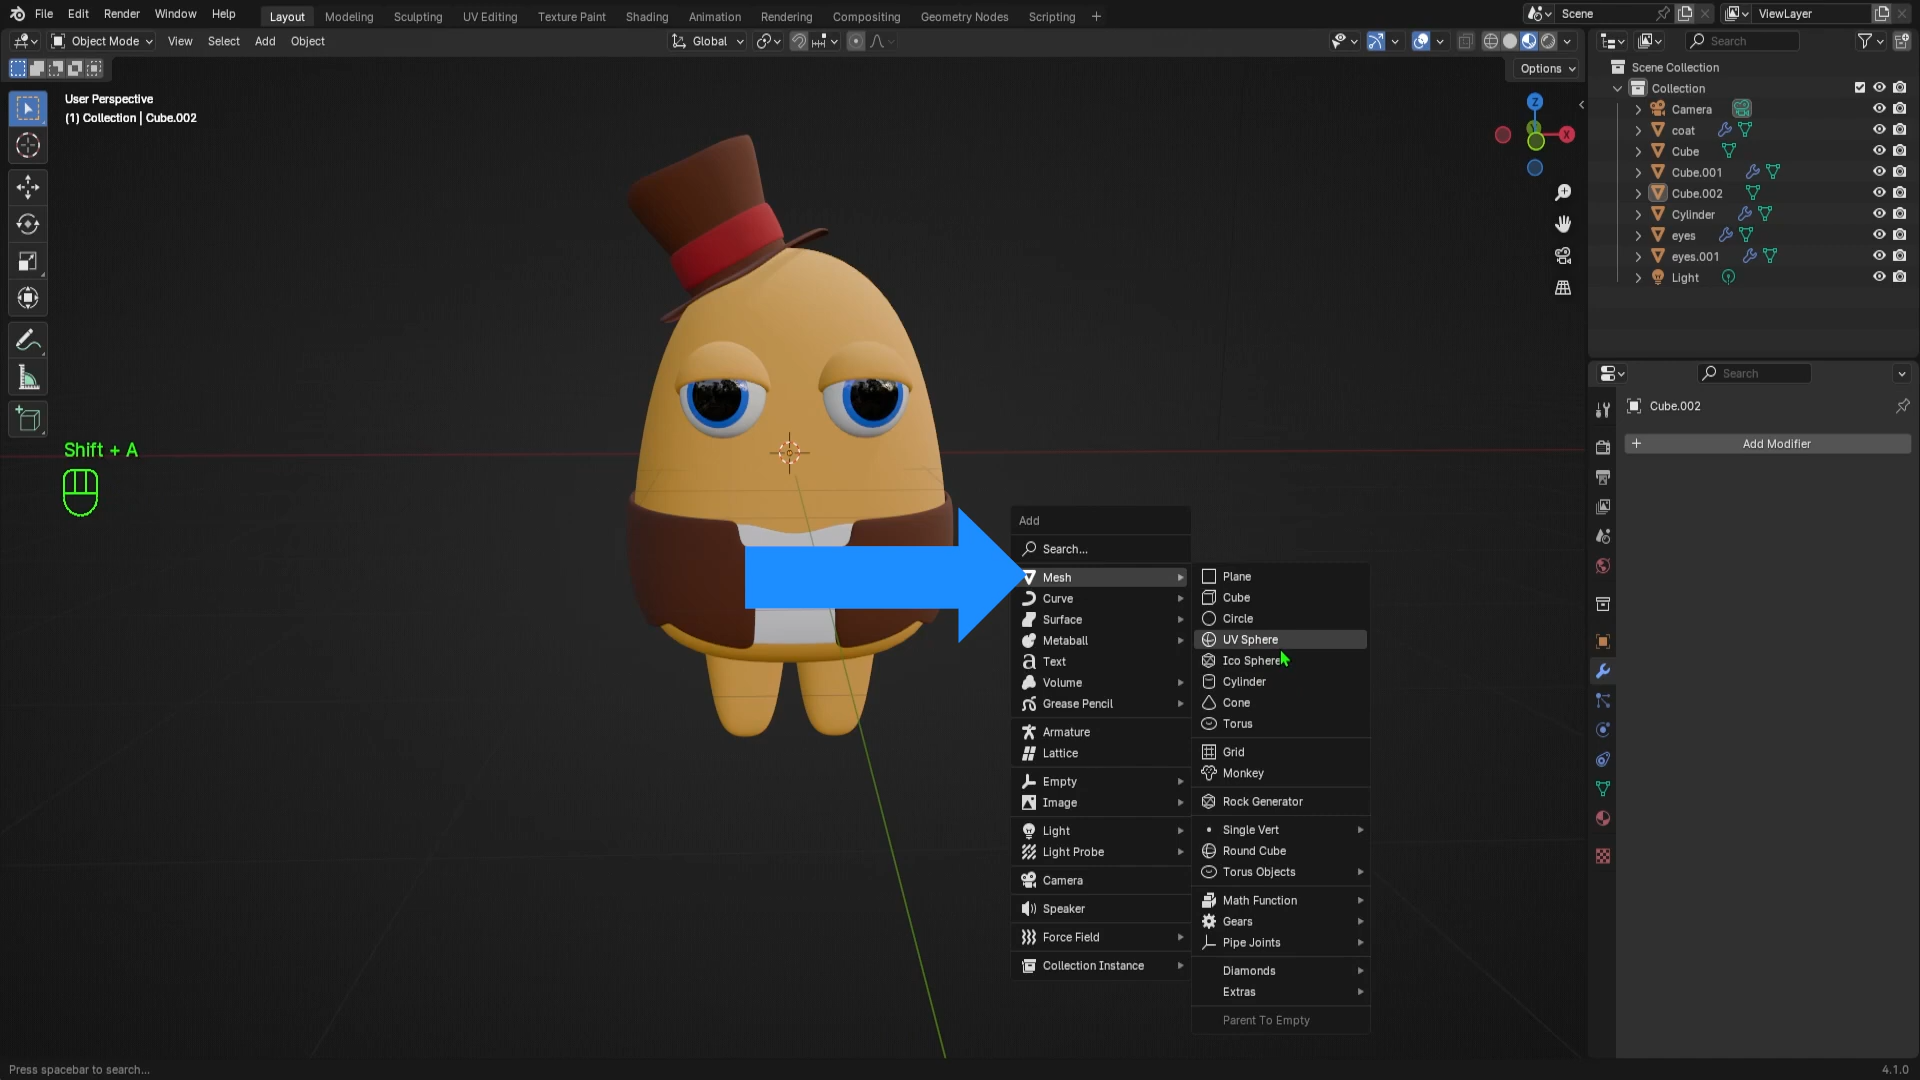 File Edit Render Window Help Layout Modeling Sculpting UV Editing Texture Paint Shading Animation Rendering Compositing Geometry Nodes Scripting + Scene ViewLayer
Object Mode View Select Add Object Global Search
Options
User Perspective
(1) Collection | Cube.002
Z
X
Scene Collection
Collection
Camera
coat
Cube
Cube.001
Cube.002
Cylinder
eyes
eyes.001
Light
Search
Cube.002
+ Add Modifier
Shift + A
Add
Search...
Mesh
Curve
Surface
Metaball
Text
Volume
Grease Pencil
Armature
Lattice
Empty
Image
Light
Light Probe
Camera
Speaker
Force Field
Collection Instance
Plane
Cube
Circle
UV Sphere
Ico Sphere
Cylinder
Cone
Torus
Grid
Monkey
Rock Generator
Single Vert
Round Cube
Torus Objects
Math Function
Gears
Pipe Joints
Diamonds
Extras
Parent To Empty
Press spacebar to search...
4.1.0